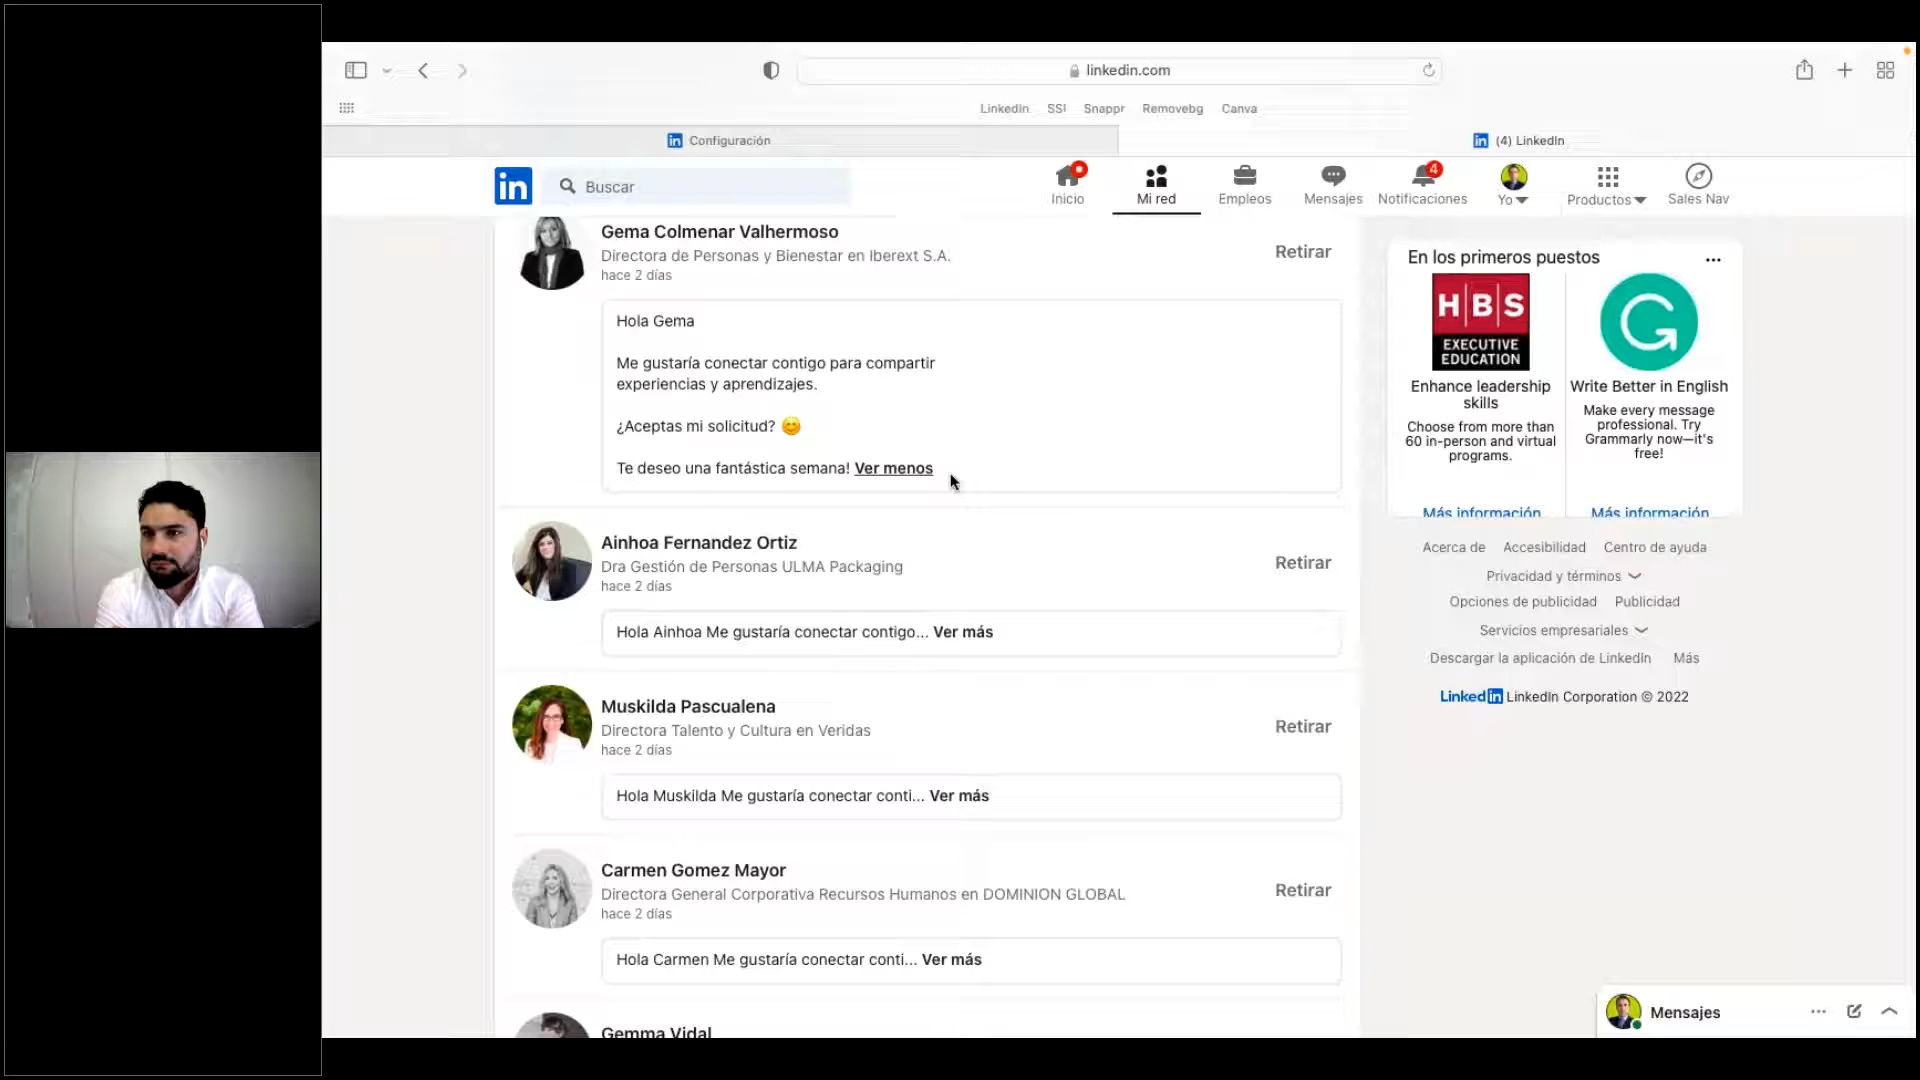 linkedin.com
LinkedIn SSI Snappr Removebg Canva
Configuración
(4) LinkedIn
in
Buscar
Inicio
Mi red
Empleos
Mensajes
4
Notificaciones
Yo
Productos
Sales Nav
Gema Colmenar Valhermoso
Directora de Personas y Bienestar en Iberext S.A.
hace 2 días
Retirar
Hola Gema
Me gustaría conectar contigo para compartir
experiencias y aprendizajes.
¿Aceptas mi solicitud? 😊
Te deseo una fantástica semana! Ver menos
Ainhoa Fernandez Ortiz
Dra Gestión de Personas ULMA Packaging
hace 2 días
Retirar
Hola Ainhoa Me gustaría conectar contigo... Ver más
Muskilda Pascualena
Directora Talento y Cultura en Veridas
hace 2 días
Retirar
Hola Muskilda Me gustaría conectar conti... Ver más
Carmen Gomez Mayor
Directora General Corporativa Recursos Humanos en DOMINION GLOBAL
hace 2 días
Retirar
Hola Carmen Me gustaría conectar conti... Ver más
Gemma Vidal
En los primeros puestos
HBS
EXECUTIVE
EDUCATION
Enhance leadership
skills
Choose from more than
60 in-person and virtual
programs.
Más información
G
Write Better in English
Make every message
professional. Try
Grammarly now—it's
free!
Más información
Acerca de Accesibilidad Centro de ayuda
Privacidad y términos
Opciones de publicidad Publicidad
Servicios empresariales
Descargar la aplicación de LinkedIn Más
LinkedIn LinkedIn Corporation © 2022
Mensajes